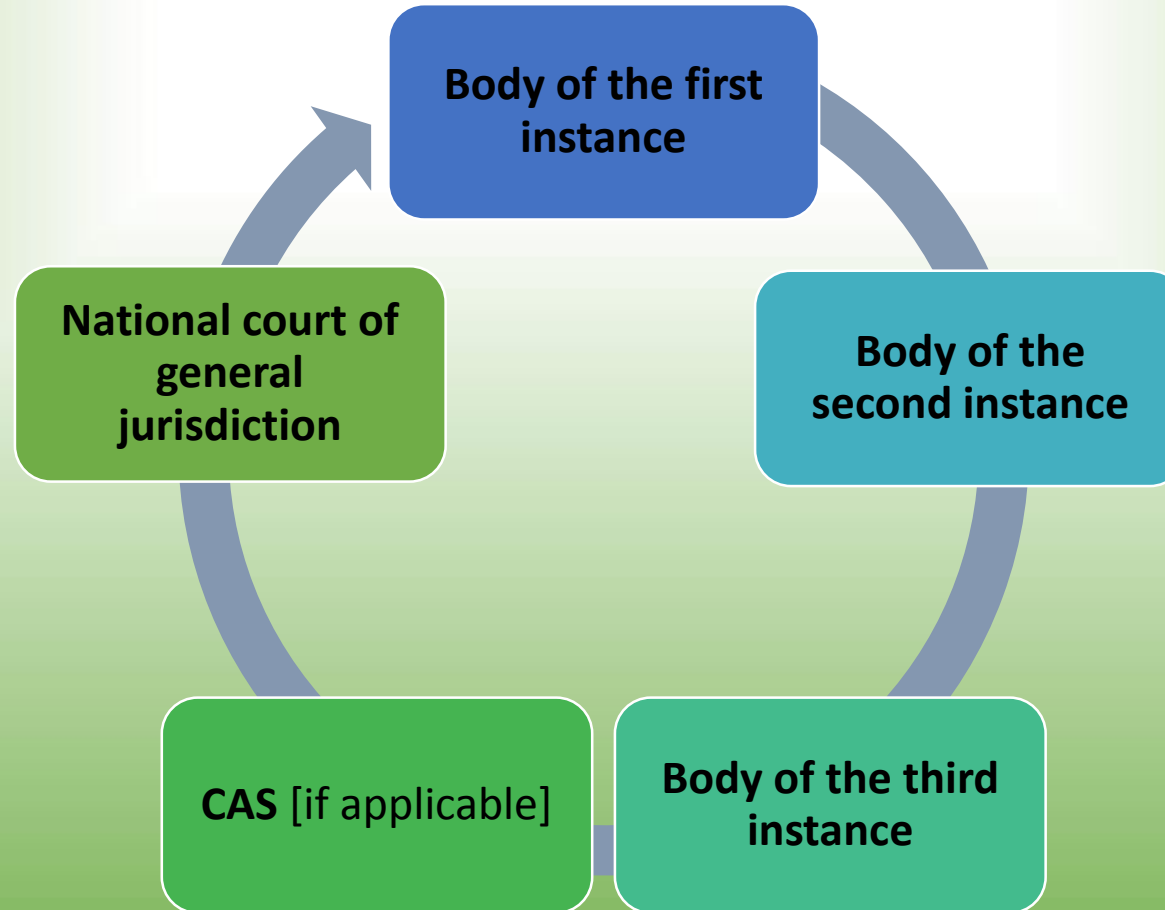 Body of the first
instance
Body of the
second instance
Body of the third
instance
CAS [if applicable]
National court of
general
jurisdiction